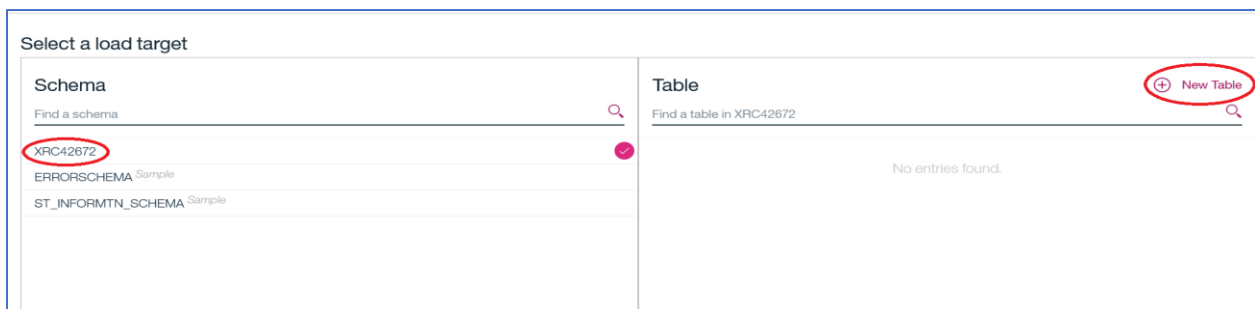 Select a load target
Schema
Find a schema
XRC42672
ERRORSCHEMA Sample
ST_INFORMTN_SCHEMA Sample
Table
New Table
Find a table in XRC42672
No entries found.